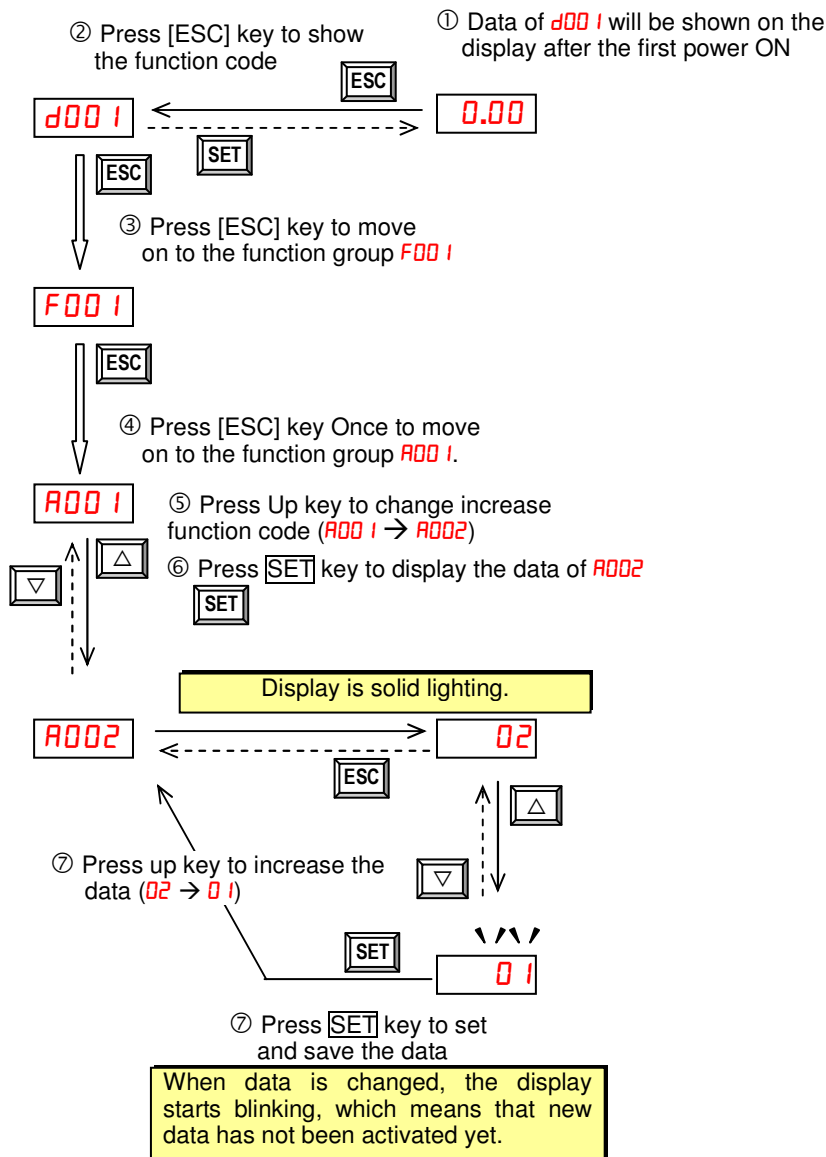 ① Data of d001 will be shown on the
display after the first power ON
② Press [ESC] key to show
the function code
ESC
d001
0.00
SET
ESC
③ Press [ESC] key to move
on to the function group F001
F001
ESC
④ Press [ESC] key Once to move
on to the function group A001.
A001
⑤ Press Up key to change increase
function code (A001 → A002)
△
▽
⑥ Press SET key to display the data of A002
SET
Display is solid lighting.
A002
02
ESC
△
⑦ Press up key to increase the
data (02 → 01)
▽
SET
01
⑦ Press SET key to set
and save the data
When data is changed, the display
starts blinking, which means that new
data has not been activated yet.